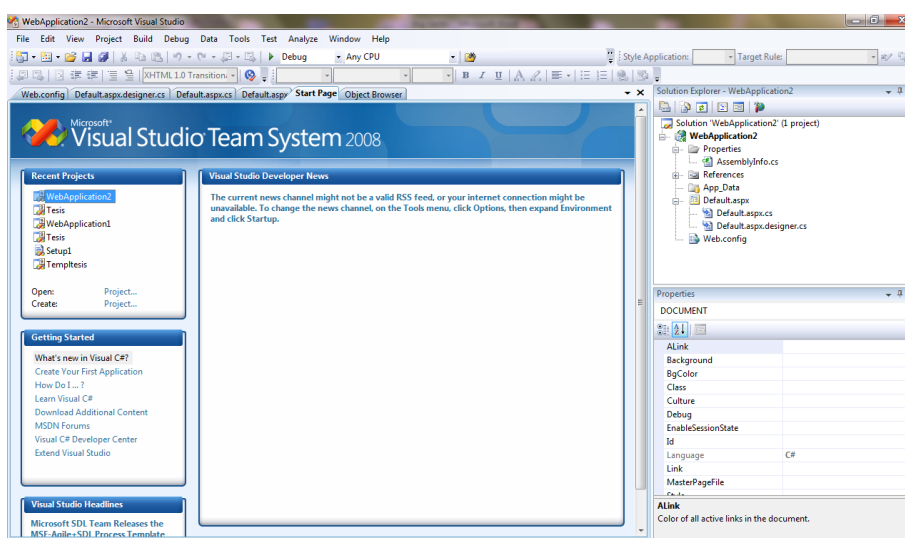 WebApplication2 - Microsoft Visual Studio
File Edit View Project Build Debug Data Tools Test Analyze Window Help
Debug Any CPU Style Application: Target Rule:
XHTML 1.0 Transition. B I U A
Web.config Default.aspx.designer.cs Default.aspx.cs Default.aspx Start Page Object Browser
Microsoft®
Visual Studio Team System 2008
Recent Projects
WebApplication2
Tesis
WebApplication1
Tesis
Setup1
Templtesis
Open: Project...
Create: Project...
Getting Started
What's new in Visual C#?
Create Your First Application
How Do I ... ?
Learn Visual C#
Download Additional Content
MSDN Forums
Visual C# Developer Center
Extend Visual Studio
Visual Studio Headlines
Microsoft SDL Team Releases the
MSF-Agile+SDL Process Template
Visual Studio Developer News
The current news channel might not be a valid RSS feed, or your internet connection might be
unavailable. To change the news channel, on the Tools menu, click Options, then expand Environment
and click Startup.
Solution Explorer - WebApplication2
Solution 'WebApplication2' (1 project)
WebApplication2
Properties
AssemblyInfo.cs
References
App_Data
Default.aspx
Default.aspx.cs
Default.aspx.designer.cs
Web.config
Properties
DOCUMENT
ALink
Background
BgColor
Class
Culture
Debug
EnableSessionState
Id
Language C#
Link
MasterPageFile
ALink
Color of all active links in the document.